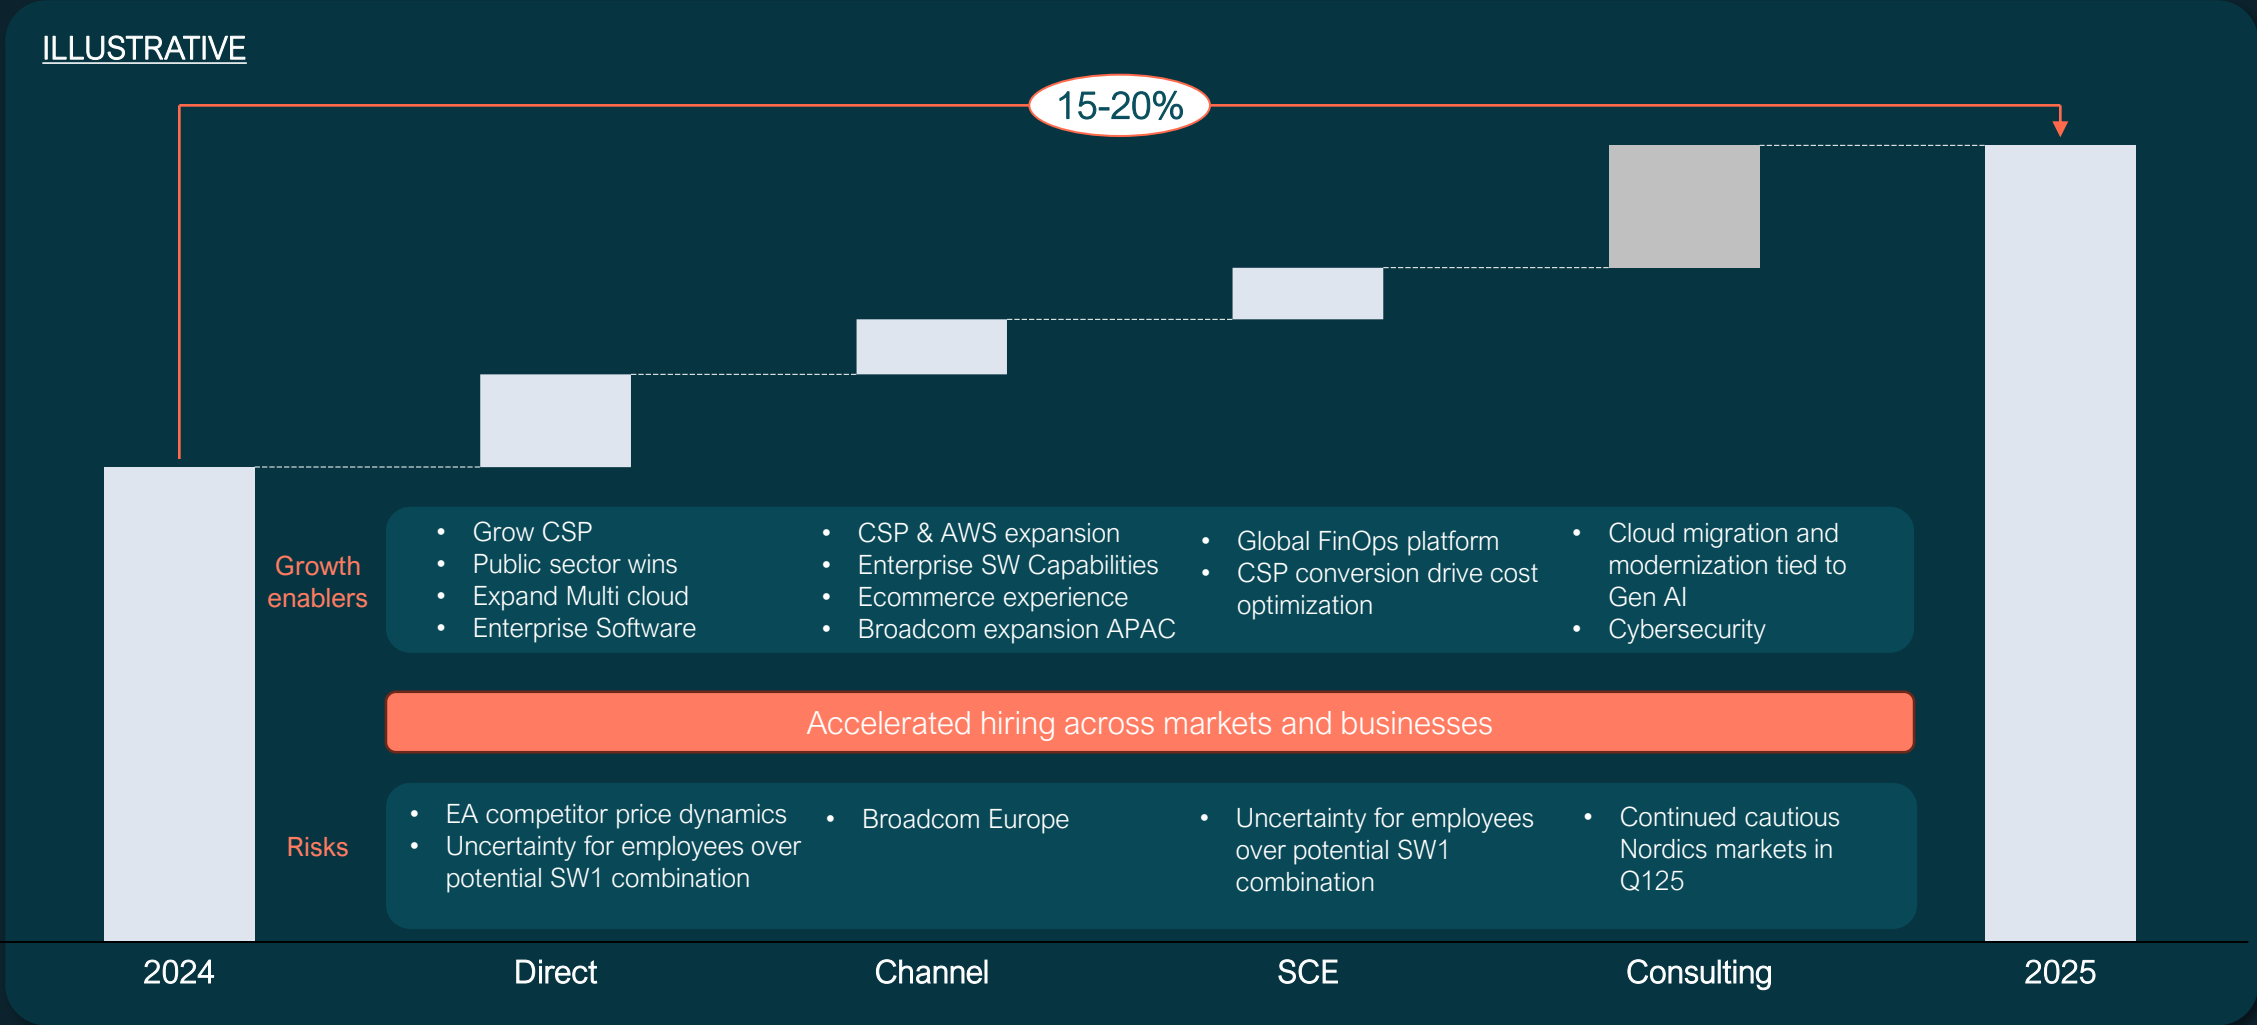 ILLUSTRATIVE
15-20%
Growth
enablers
• Grow CSP
• Public sector wins
• Expand Multi cloud
• Enterprise Software
• CSP & AWS expansion
• Enterprise SW Capabilities
• Ecommerce experience
• Broadcom expansion APAC
• Global FinOps platform
• CSP conversion drive cost
optimization
• Cloud migration and
modernization tied to
Gen AI
• Cybersecurity
Accelerated hiring across markets and businesses
Risks
• EA competitor price dynamics
• Uncertainty for employees over
potential SW1 combination
• Broadcom Europe
• Uncertainty for employees
over potential SW1
combination
• Continued cautious
Nordics markets in
Q125
2024
Direct
Channel
SCE
Consulting
2025